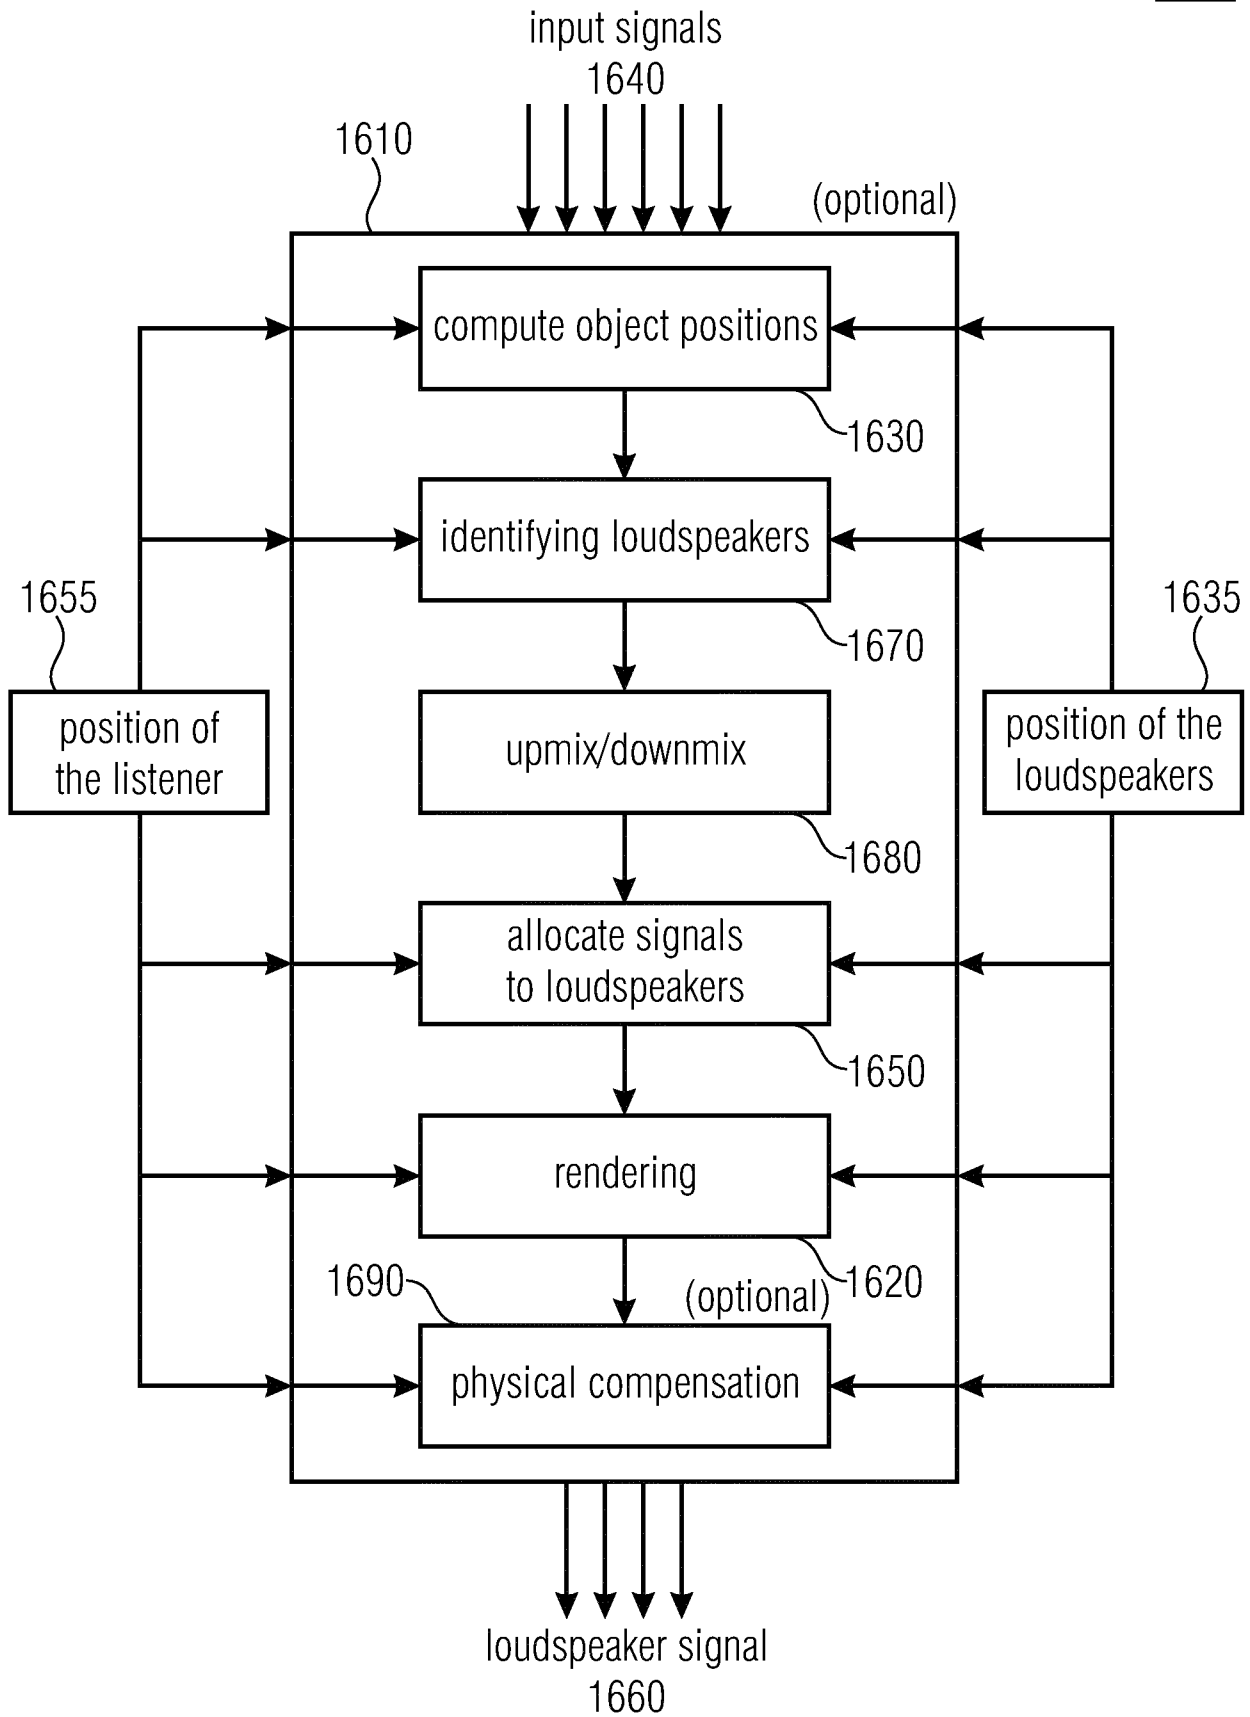 input signals
1640
1610
(optional)
compute object positions
1630
identifying loudspeakers
1670
1655
1635
position of
the listener
upmix/downmix
position of the
loudspeakers
1680
allocate signals
to loudspeakers
1650
rendering
1690
(optional)
1620
physical compensation
loudspeaker signal
1660